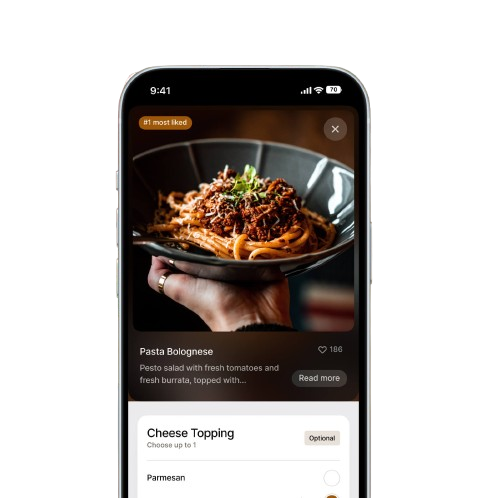 9:41
70
#1 most liked
Pasta Bolognese
186
Pesto salad with fresh tomatoes and
fresh burrata, topped with...
Read more
Cheese Topping
Optional
Choose up to 1
Parmesan